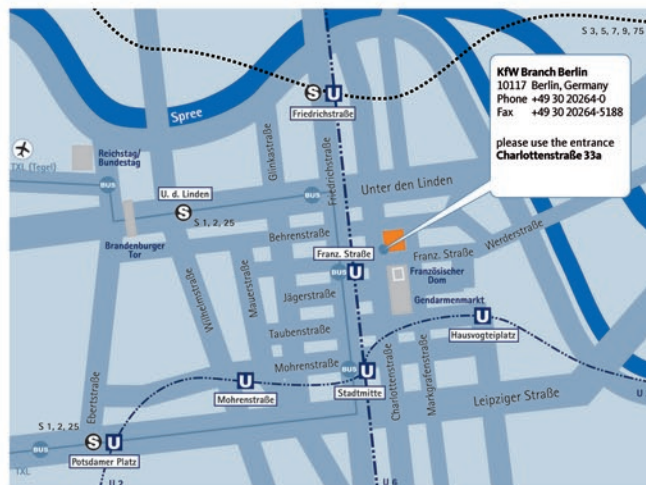 S 3, 5, 7, 9, 75
KfW Branch Berlin
10117 Berlin, Germany
Phone +49 30 20264-0
Fax +49 30 20264-5188
please use the entrance
Charlottenstraße 33a
Spree
S U
Friedrichstraße
Glinkastraße
Friedrichstraße
Reichstag/
Bundestag
TXL (Tegel)
BUS
U. d. Linden
BUS
Unter den Linden
S
S 1, 2, 25
Brandenburger
Tor
Behrenstraße
Franz. Straße
Franz. Straße
Werderstraße
BUS U
Französischer
Dom
Wilhelmstraße
Mauerstraße
Jägerstraße
Gendarmenmarkt
Taubenstraße
U
Hausvogteiplatz
Mohrenstraße
BUS U
Stadtmitte
U
Mohrenstraße
Charlottenstraße
Markgrafenstraße
Leipziger Straße
Ebertstraße
U
S 1, 2, 25
S U
BUS
Potsdamer Platz
TXL
U 2
U 6